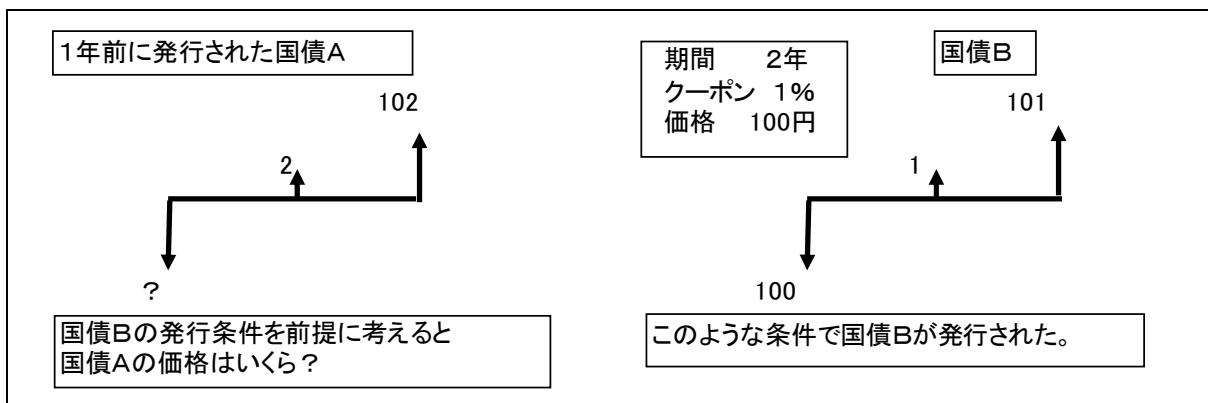 １年前に発行された国債Ａ
102
2
？
国債Ｂの発行条件を前提に考えると
国債Ａの価格はいくら？
期間　　２年
クーポン　１％
価格　　100円
国債Ｂ
101
1
100
このような条件で国債Ｂが発行された。